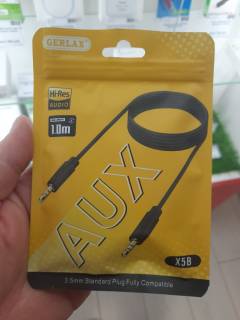 GERLAX
Hi-Res
AUDIO
1.0m
AUX
X5B
3.5mm Standard Plug Fully Compatible